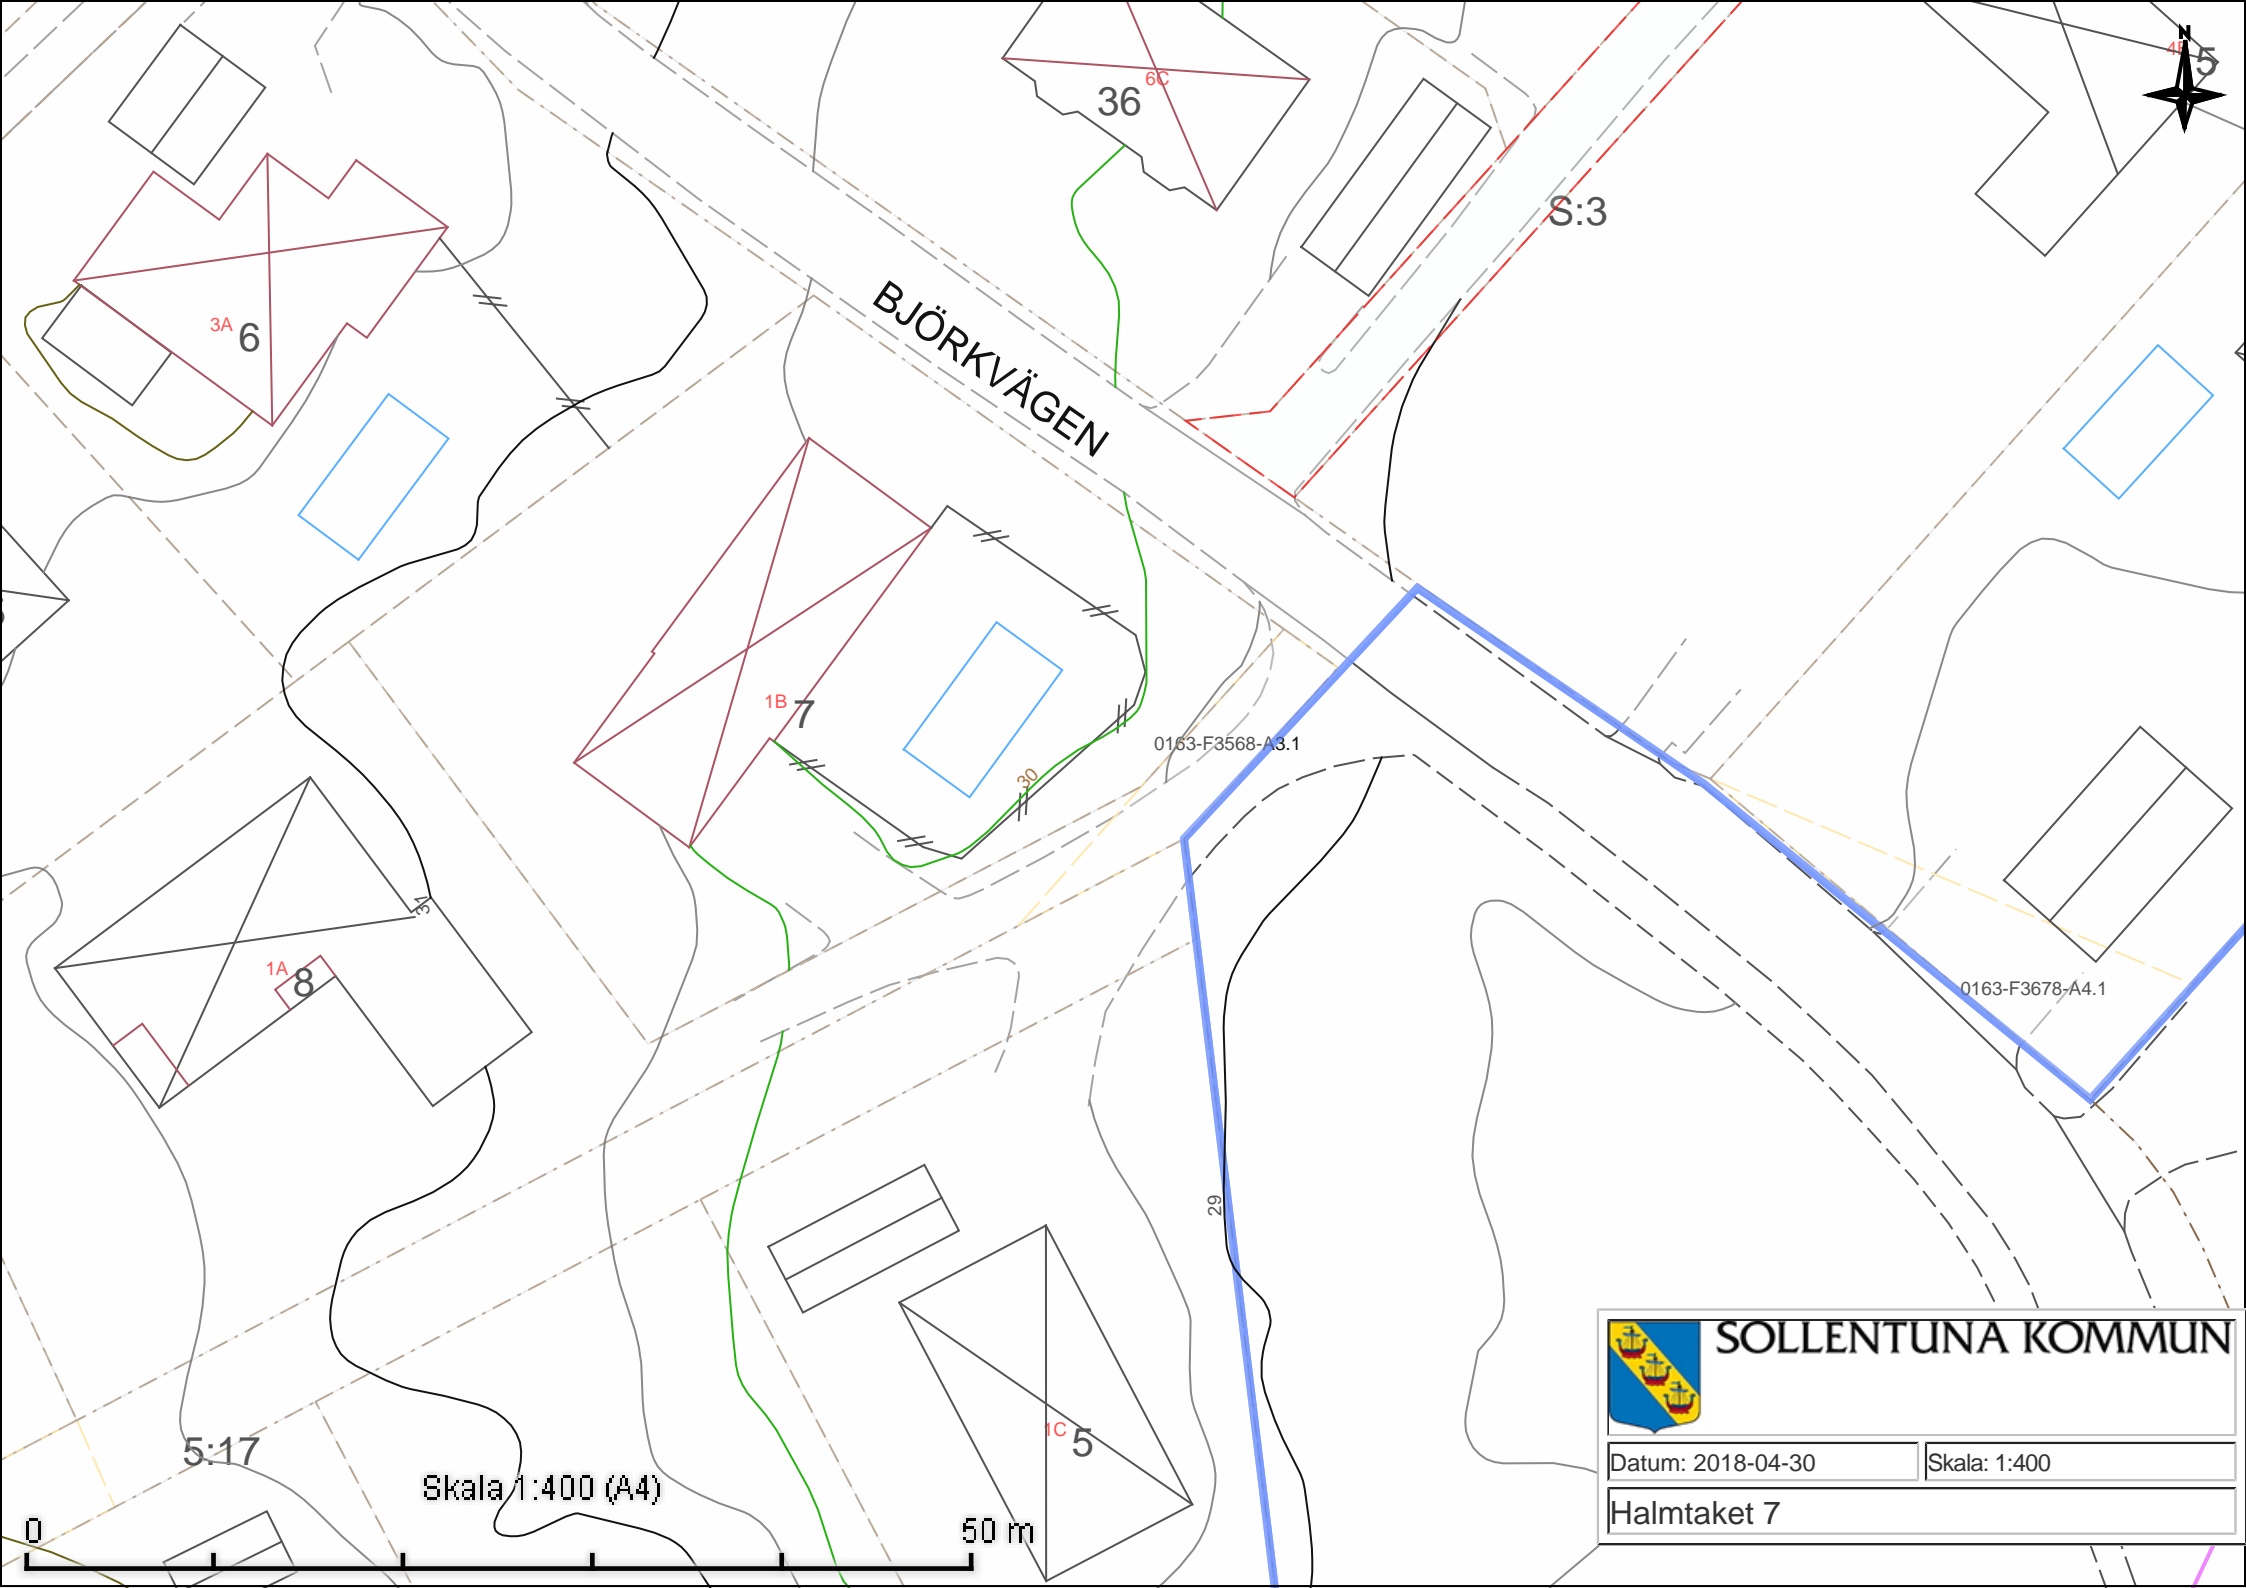 36
6C
5
S:3
BJÖRKVÄGEN
3A 6
1B 7
30
0163-F3568-A3.1
31
1A 8
0163-F3678-A4.1
29
1C 5
5:17
Skala 1:400 (A4)
0 50 m
SOLLENTUNA KOMMUN
Datum: 2018-04-30 Skala: 1:400
Halmtaket 7
N